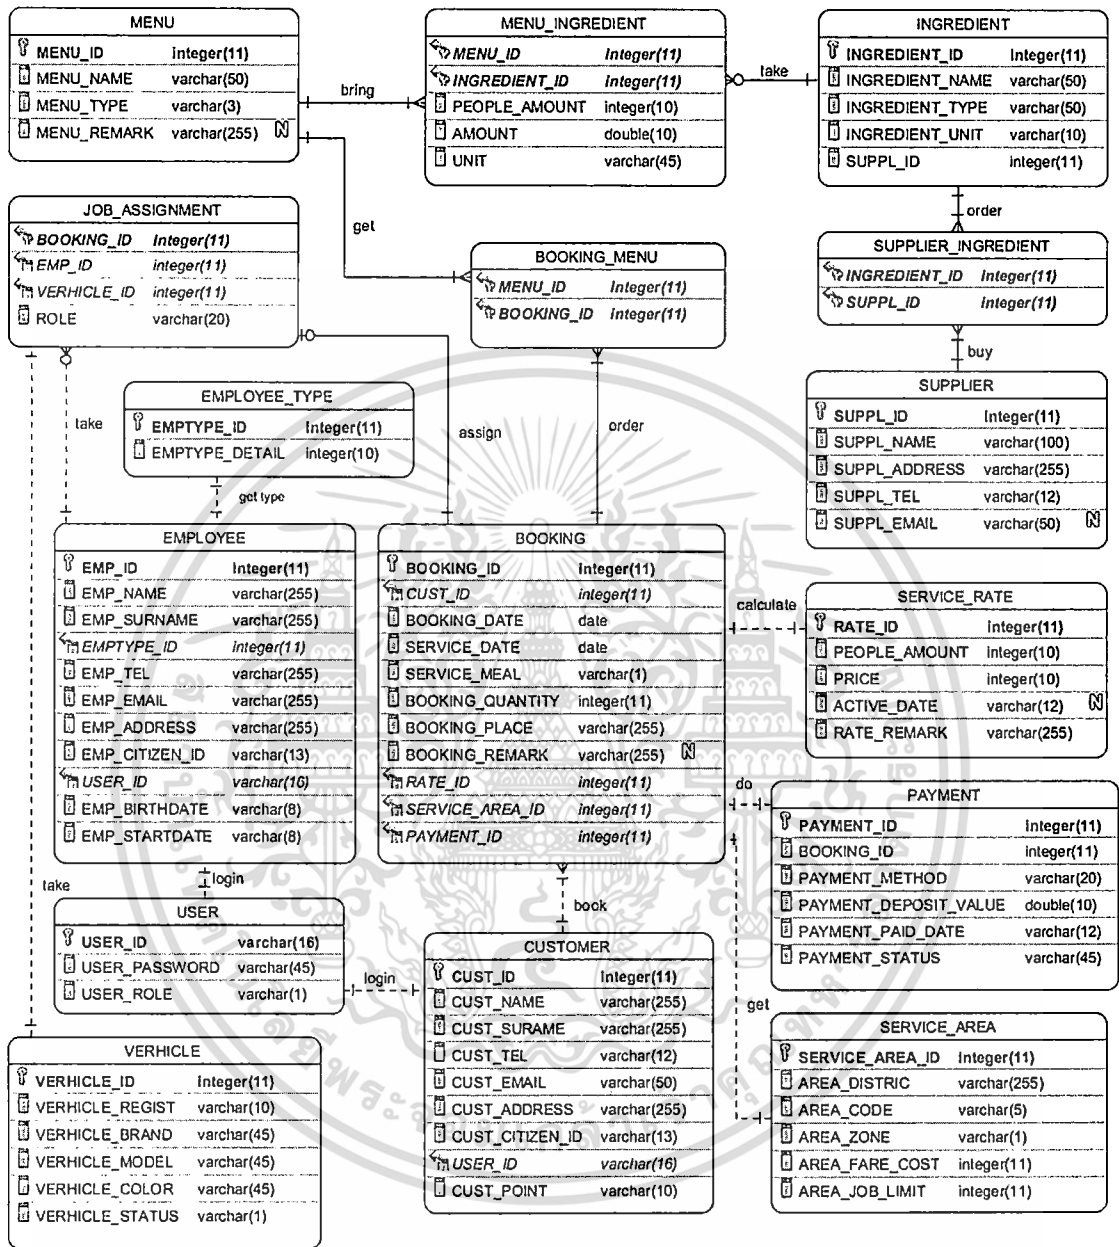 MENU
MENU_ID integer(11)
MENU_NAME varchar(50)
MENU_TYPE varchar(3)
MENU_REMARK varchar(255) N
bring
MENU_INGREDIENT
MENU_ID integer(11)
INGREDIENT_ID integer(11)
PEOPLE_AMOUNT integer(10)
AMOUNT double(10)
UNIT varchar(45)
take
INGREDIENT
INGREDIENT_ID integer(11)
INGREDIENT_NAME varchar(50)
INGREDIENT_TYPE varchar(50)
INGREDIENT_UNIT varchar(10)
SUPPL_ID integer(11)
order
JOB_ASSIGNMENT
BOOKING_ID integer(11)
EMP_ID integer(11)
VERHICLE_ID integer(11)
ROLE varchar(20)
get
BOOKING_MENU
MENU_ID integer(11)
BOOKING_ID integer(11)
SUPPLIER_INGREDIENT
INGREDIENT_ID integer(11)
SUPPL_ID integer(11)
buy
SUPPLIER
SUPPL_ID integer(11)
SUPPL_NAME varchar(100)
SUPPL_ADDRESS varchar(255)
SUPPL_TEL varchar(12)
SUPPL_EMAIL varchar(50) N
take
EMPLOYEE_TYPE
EMPTYPE_ID integer(11)
EMPTYPE_DETAIL integer(10)
get type
assign
order
EMPLOYEE
EMP_ID integer(11)
EMP_NAME varchar(255)
EMP_SURNAME varchar(255)
EMPTYPE_ID integer(11)
EMP_TEL varchar(255)
EMP_EMAIL varchar(255)
EMP_ADDRESS varchar(255)
EMP_CITIZEN_ID varchar(13)
USER_ID varchar(16)
EMP_BIRTHDATE varchar(8)
EMP_STARTDATE varchar(8)
BOOKING
BOOKING_ID integer(11)
CUST_ID integer(11)
BOOKING_DATE date
SERVICE_DATE date
SERVICE_MEAL varchar(1)
BOOKING_QUANTITY integer(11)
BOOKING_PLACE varchar(255)
BOOKING_REMARK varchar(255) N
RATE_ID integer(11)
SERVICE_AREA_ID integer(11)
PAYMENT_ID integer(11)
calculate
SERVICE_RATE
RATE_ID integer(11)
PEOPLE_AMOUNT integer(10)
PRICE integer(10)
ACTIVE_DATE varchar(12) N
RATE_REMARK varchar(255)
do
PAYMENT
PAYMENT_ID integer(11)
BOOKING_ID integer(11)
PAYMENT_METHOD varchar(20)
PAYMENT_DEPOSIT_VALUE double(10)
PAYMENT_PAID_DATE varchar(12)
PAYMENT_STATUS varchar(45)
take
login
USER
USER_ID varchar(16)
USER_PASSWORD varchar(45)
USER_ROLE varchar(1)
login
book
CUSTOMER
CUST_ID integer(11)
CUST_NAME varchar(255)
CUST_SURAME varchar(255)
CUST_TEL varchar(12)
CUST_EMAIL varchar(50)
CUST_ADDRESS varchar(255)
CUST_CITIZEN_ID varchar(13)
USER_ID varchar(16)
CUST_POINT varchar(10)
get
SERVICE_AREA
SERVICE_AREA_ID integer(11)
AREA_DISTRIC varchar(255)
AREA_CODE varchar(5)
AREA_ZONE varchar(1)
AREA_FARE_COST integer(11)
AREA_JOB_LIMIT integer(11)
VERHICLE
VERHICLE_ID integer(11)
VERHICLE_REGIST varchar(10)
VERHICLE_BRAND varchar(45)
VERHICLE_MODEL varchar(45)
VERHICLE_COLOR varchar(45)
VERHICLE_STATUS varchar(1)